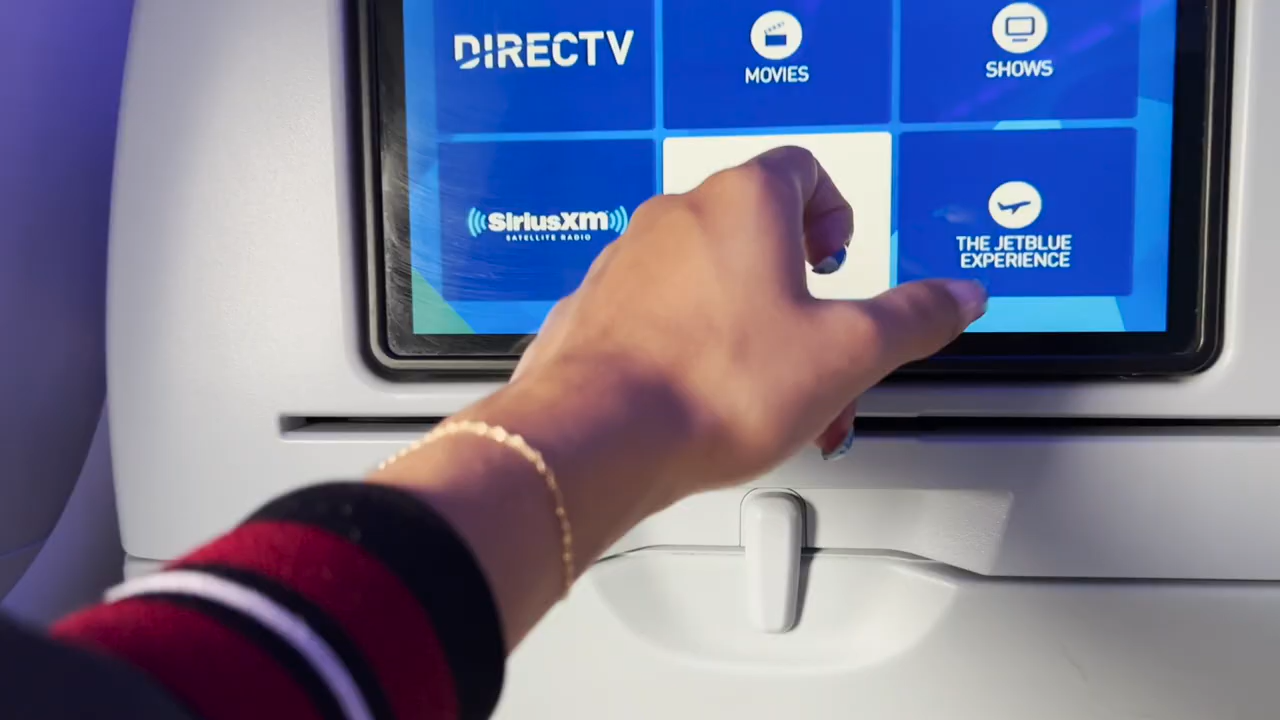 DIRECTV
MOVIES
SHOWS
SiriusXM
SATELLITE RADIO
THE JETBLUE
EXPERIENCE